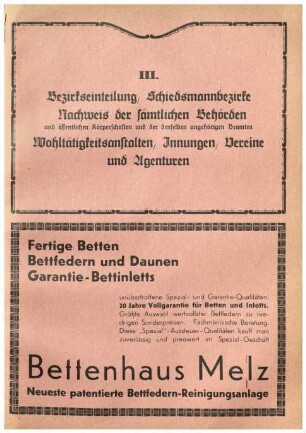 III.
Bezirkseinteilung, Schiedsmannbezirke
Nachweis der sämtlichen Behörden
und öffentlichen Körperschaften und der denselben angehörigen Beamten
Wohltätigkeitsanstalten, Innungen, Vereine
und Agenturen
Fertige Betten
Bettfedern und Daunen
Garantie-Bettinletts
unübertroffene Spezial- und Garantie-Qualitäten.
20 Jahre Vollgarantie für Betten und Inletts.
Größte Auswahl wertvollster Bettfedern zu nie-
drigen Sonderpreisen. Fachmännische Beratung.
Diese „Spezial"-Aussteuer-Qualitäten kauft man
zuverlässig und preiswert im Spezial-Geschäft
Bettenhaus Melz
Neueste patentierte Bettfedern-Reinigungsanlage